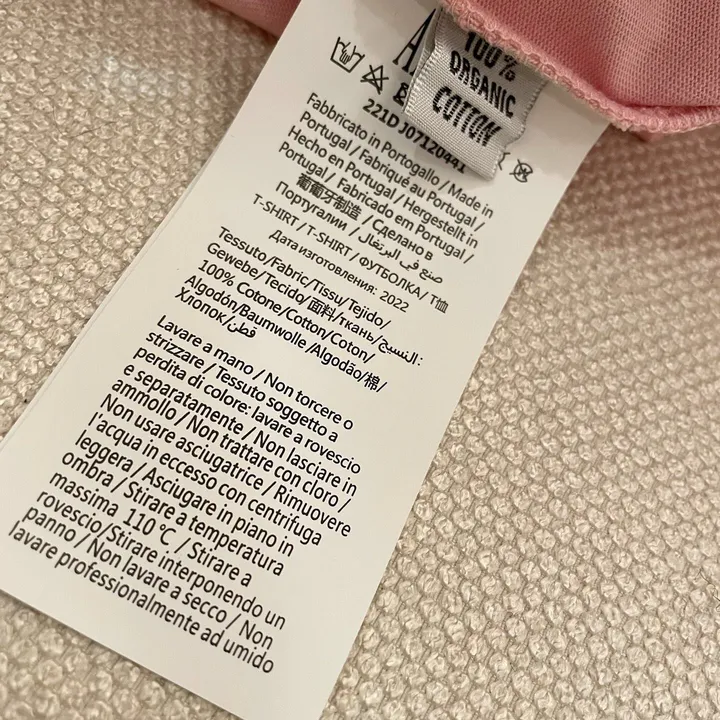 100%
ORGANIC
COTTON
221D J07120441
Fabbricato in Portogallo / Made in
Portugal / Fabriqué au Portugal /
Hecho en Portugal / Hergestellt in
Portugal / Fabricado em Portugal /
葡萄牙制造 / Сделано в
Португалии / صنع في البرتغال
T-SHIRT / T-SHIRT / ФУТБОЛКА / T恤
Дата изготовления: 2022
Tessuto/Fabric/Tissu/Tejido/
Gewebe/Tecido/面料/ткань/النسيج:
100% Cotone/Cotton/Coton/
Algodón/Baumwolle /Algodão/棉/
Хлопок/قطن
Lavare a mano / Non torcere o
strizzare / Tessuto soggetto a
perdita di colore: lavare a rovescio
e separatamente / Non lasciare in
ammollo / Non trattare con cloro /
Non usare asciugatrice / Rimuovere
l'acqua in eccesso con centrifuga
leggera / Asciugare in piano in
ombra / Stirare a temperatura
massima 110 °C / Stirare a
rovescio/Stirare interponendo un
panno / Non lavare a secco / Non
lavare professionalmente ad umido